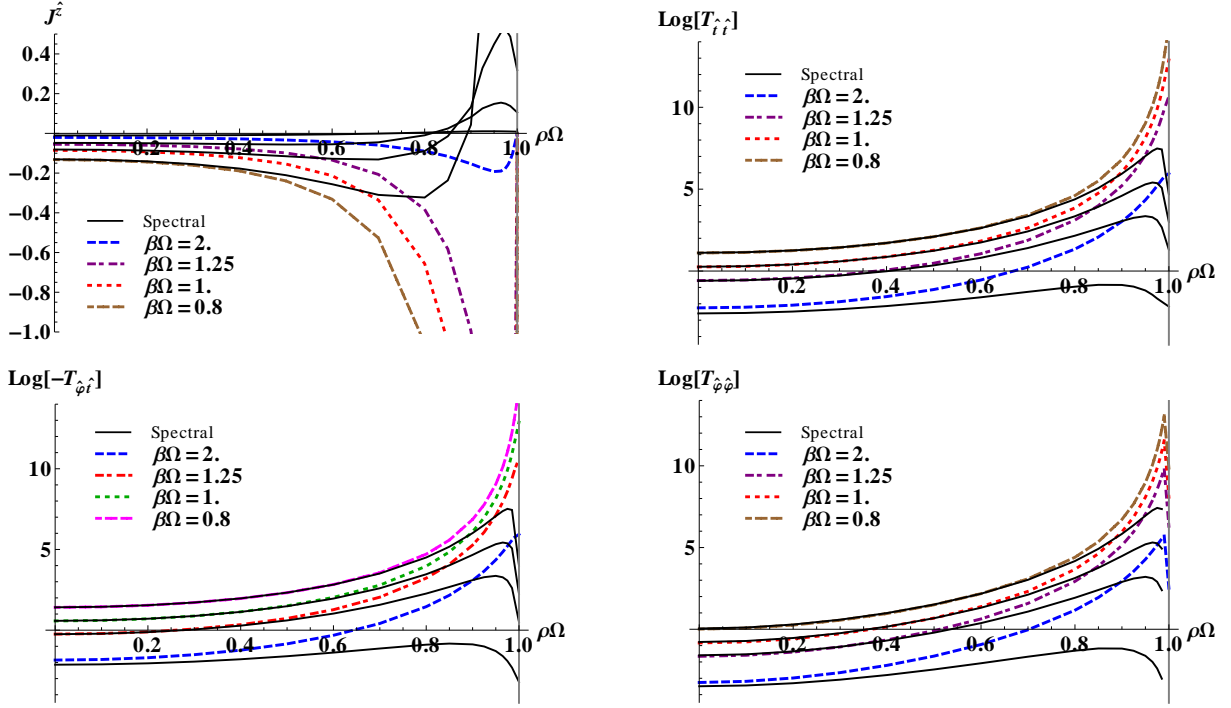 J^ẑ
0.4
0.2
−0.2
−0.4
−0.6
−0.8
−1.0
0.2
0.4
0.6
0.8
1.0
ρΩ
Spectral
βΩ = 2.
βΩ = 1.25
βΩ = 1.
βΩ = 0.8
Log[T_{t̂ t̂}]
10
5
0.2
0.4
0.6
0.8
1.0
ρΩ
Spectral
βΩ = 2.
βΩ = 1.25
βΩ = 1.
βΩ = 0.8
Log[−T_{φ̂ t̂}]
10
5
0.2
0.4
0.6
0.8
1.0
ρΩ
Spectral
βΩ = 2.
βΩ = 1.25
βΩ = 1.
βΩ = 0.8
Log[T_{φ̂ φ̂}]
10
5
0.2
0.4
0.6
0.8
1.0
ρΩ
Spectral
βΩ = 2.
βΩ = 1.25
βΩ = 1.
βΩ = 0.8